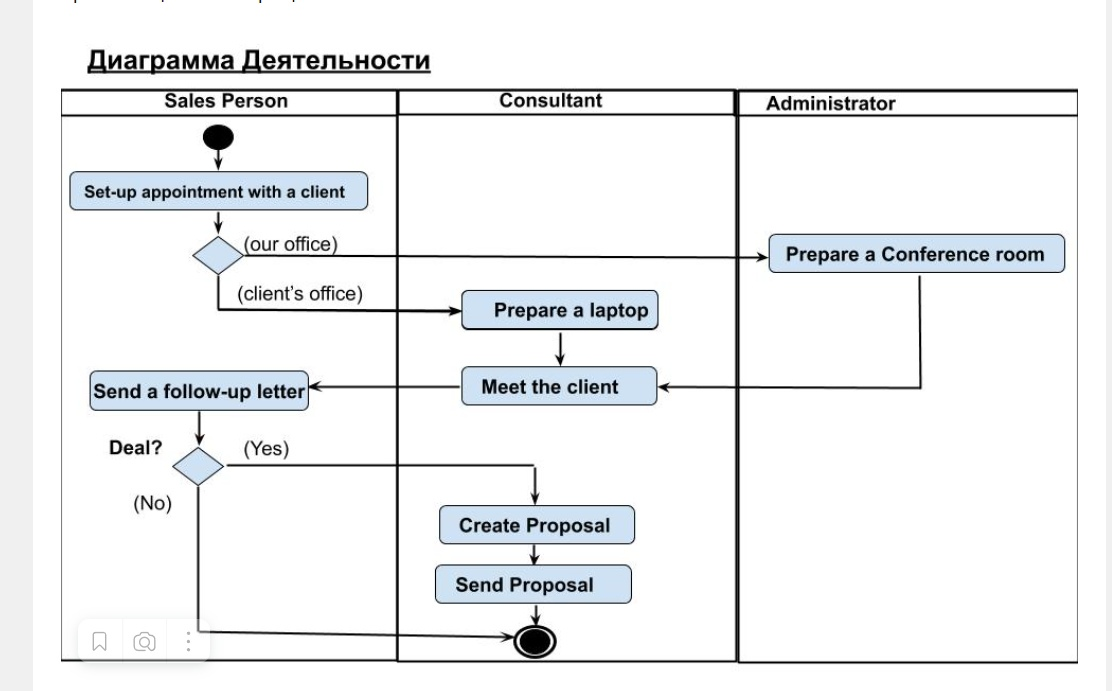 Диаграмма Деятельности
Sales Person
Consultant
Administrator
Set-up appointment with a client
(our office)
Prepare a Conference room
(client's office)
Prepare a laptop
Send a follow-up letter
Meet the client
Deal?
(Yes)
(No)
Create Proposal
Send Proposal